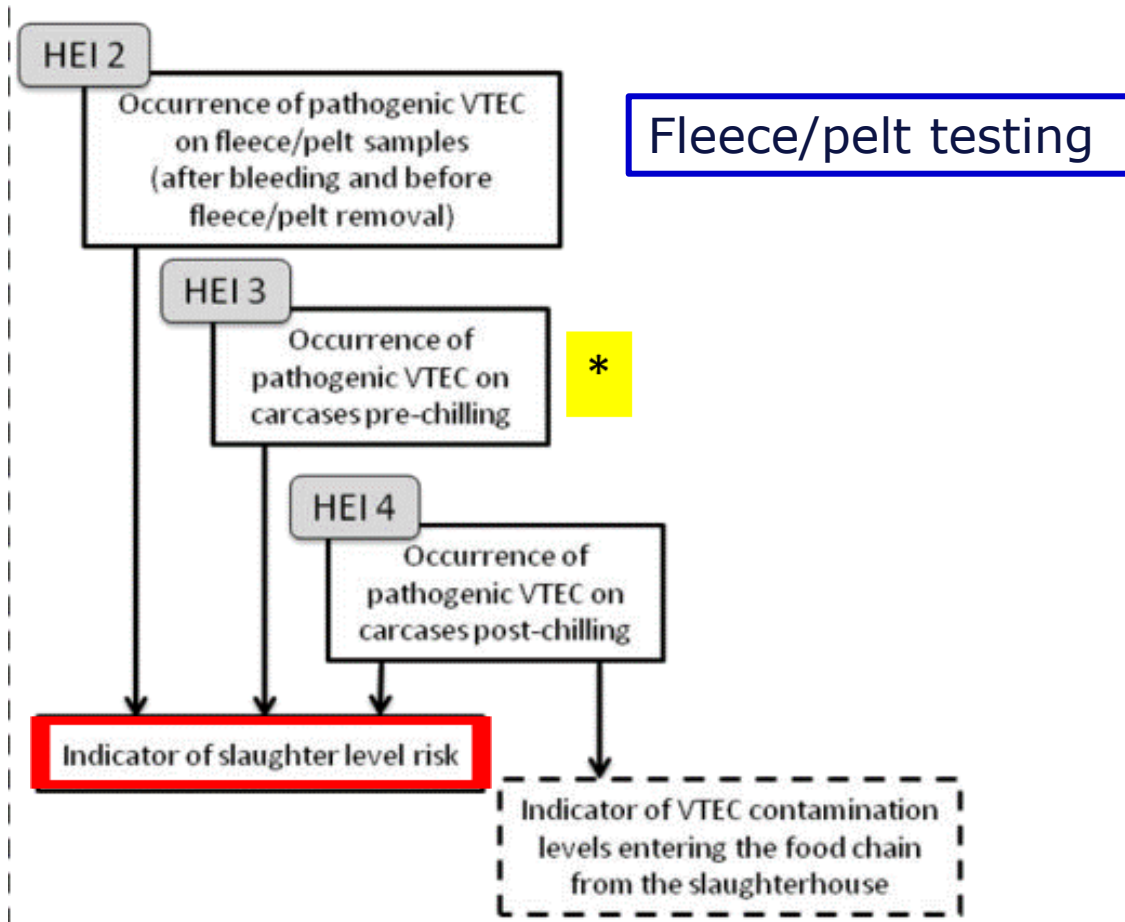 HEI 2
Occurrence of pathogenic VTEC
on fleece/pelt samples
(after bleeding and before
fleece/pelt removal)
Fleece/pelt testing
HEI 3
Occurrence of
pathogenic VTEC on
carcases pre-chilling
*
HEI 4
Occurrence of
pathogenic VTEC on
carcases post-chilling
Indicator of slaughter level risk
Indicator of VTEC contamination
levels entering the food chain
from the slaughterhouse